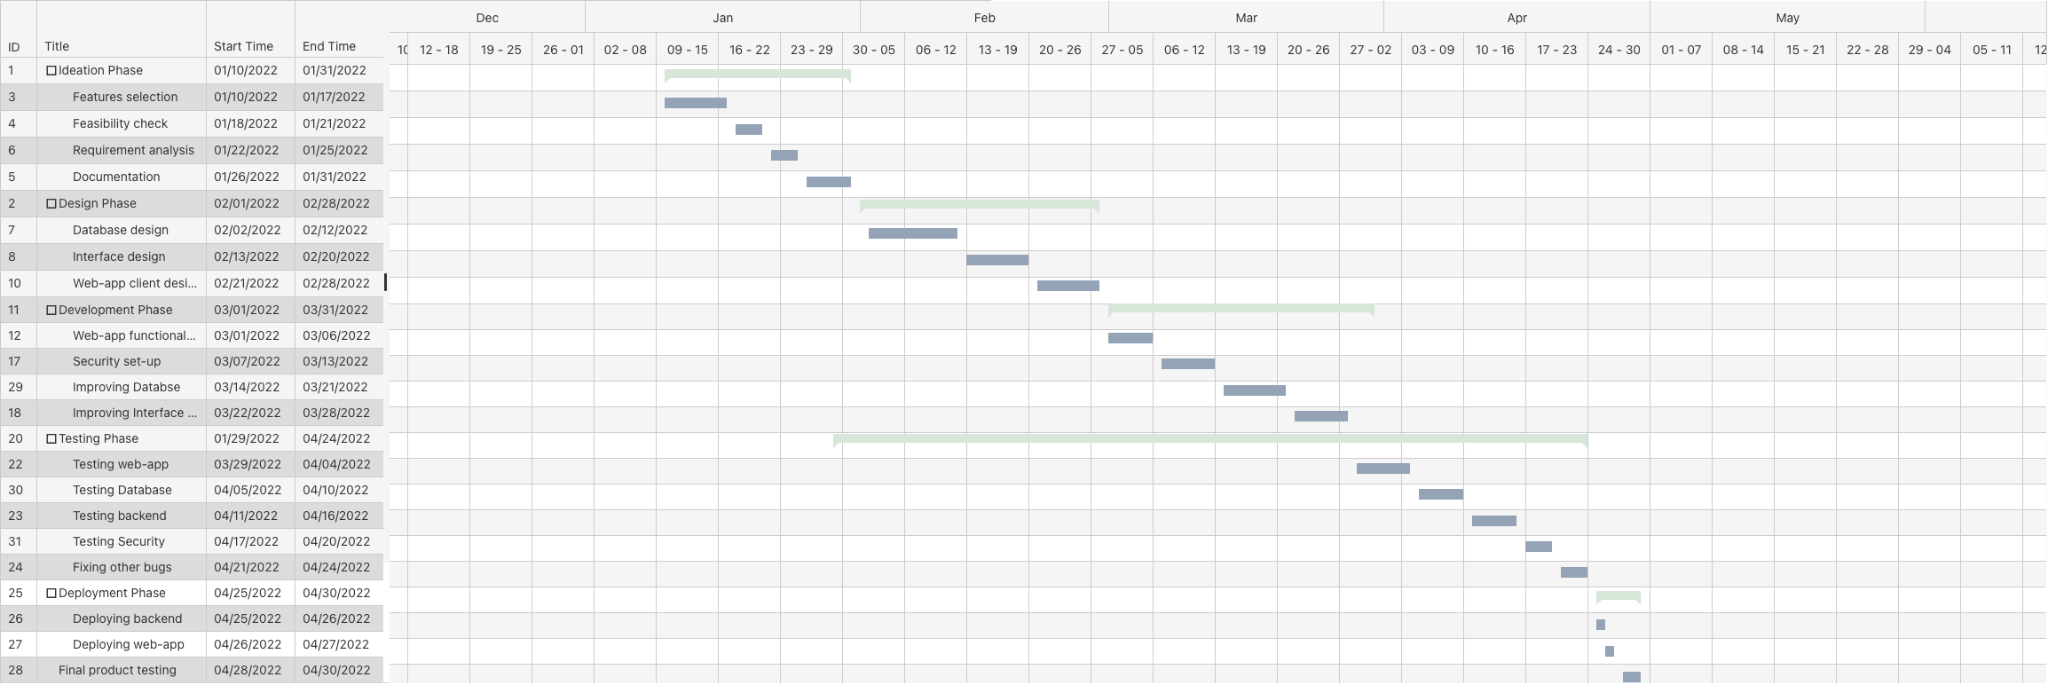 Dec Jan Feb Mar Apr May
ID Title Start Time End Time 10 12 - 18 19 - 25 26 - 01 02 - 08 09 - 15 16 - 22 23 - 29 30 - 05 06 - 12 13 - 19 20 - 26 27 - 05 06 - 12 13 - 19 20 - 26 27 - 02 03 - 09 10 - 16 17 - 23 24 - 30 01 - 07 08 - 14 15 - 21 22 - 28 29 - 04 05 - 11 12
1 Ideation Phase 01/10/2022 01/31/2022
3 Features selection 01/10/2022 01/17/2022
4 Feasibility check 01/18/2022 01/21/2022
6 Requirement analysis 01/22/2022 01/25/2022
5 Documentation 01/26/2022 01/31/2022
2 Design Phase 02/01/2022 02/28/2022
7 Database design 02/02/2022 02/12/2022
8 Interface design 02/13/2022 02/20/2022
10 Web-app client desi... 02/21/2022 02/28/2022
11 Development Phase 03/01/2022 03/31/2022
12 Web-app functional... 03/01/2022 03/06/2022
17 Security set-up 03/07/2022 03/13/2022
29 Improving Databse 03/14/2022 03/21/2022
18 Improving Interface ... 03/22/2022 03/28/2022
20 Testing Phase 01/29/2022 04/24/2022
22 Testing web-app 03/29/2022 04/04/2022
30 Testing Database 04/05/2022 04/10/2022
23 Testing backend 04/11/2022 04/16/2022
31 Testing Security 04/17/2022 04/20/2022
24 Fixing other bugs 04/21/2022 04/24/2022
25 Deployment Phase 04/25/2022 04/30/2022
26 Deploying backend 04/25/2022 04/26/2022
27 Deploying web-app 04/26/2022 04/27/2022
28 Final product testing 04/28/2022 04/30/2022